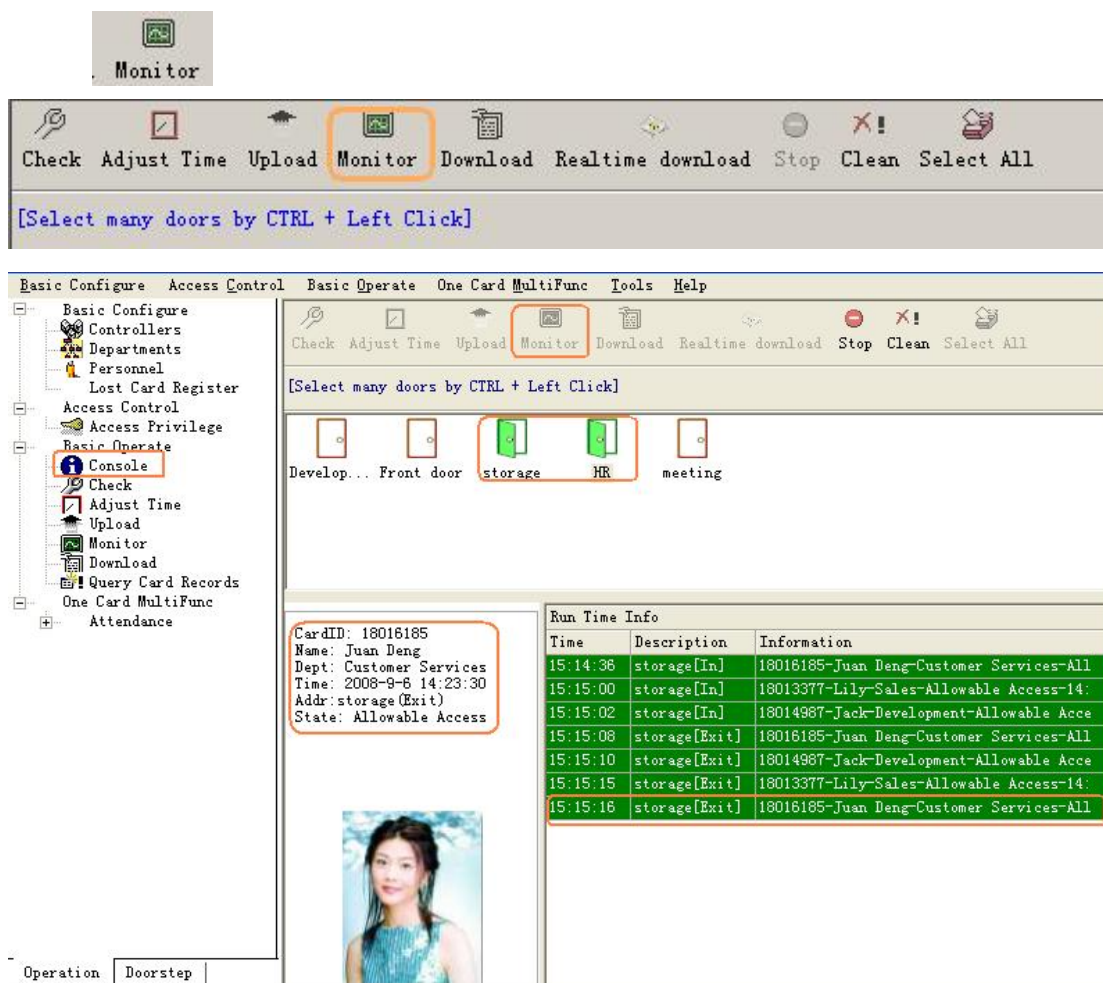 . Monitor
Check Adjust Time Upload Monitor Download Realtime download Stop Clean Select All
[Select many doors by CTRL + Left Click]
Basic Configure Access Control Basic Operate One Card MultiFunc Tools Help
Basic Configure
Controllers
Departments
Personnel
Lost Card Register
Access Control
Access Privilege
Basic Operate
Console
Check
Adjust Time
Upload
Monitor
Download
Query Card Records
One Card MultiFunc
Attendance
Operation Doorstep
Check Adjust Time Upload Monitor Download Realtime download Stop Clean Select All
[Select many doors by CTRL + Left Click]
Develop... Front door storage HR meeting
CardID: 18016185
Name: Juan Deng
Dept: Customer Services
Time: 2008-9-6 14:23:30
Addr:storage(Exit)
State: Allowable Access
Run Time Info
Time Description Information
15:14:36 storage[In] 18016185-Juan Deng-Customer Services-All
15:15:00 storage[In] 18013377-Lily-Sales-Allowable Access-14:
15:15:02 storage[In] 18014987-Jack-Development-Allowable Acce
15:15:08 storage[Exit] 18016185-Juan Deng-Customer Services-All
15:15:10 storage[Exit] 18014987-Jack-Development-Allowable Acce
15:15:15 storage[Exit] 18013377-Lily-Sales-Allowable Access-14:
15:15:16 storage[Exit] 18016185-Juan Deng-Customer Services-All